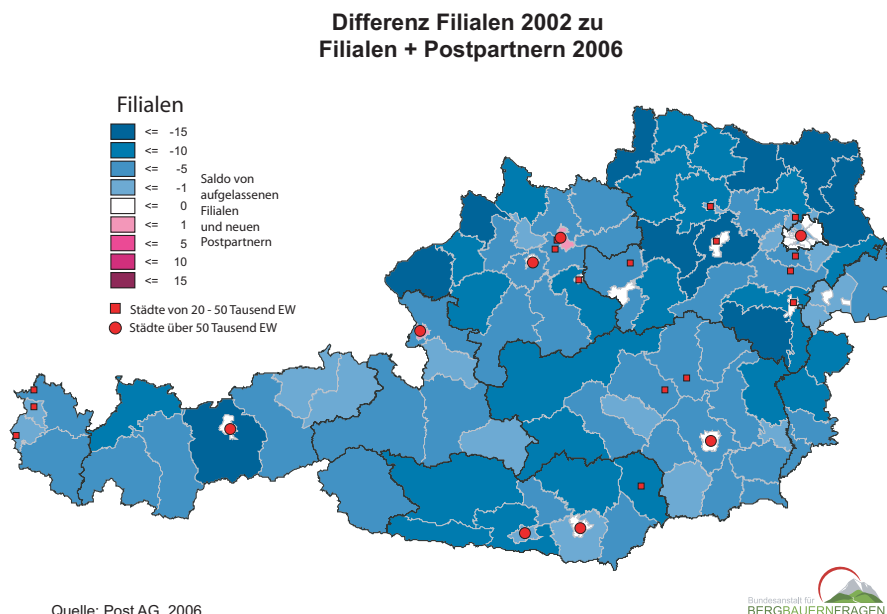 Differenz Filialen 2002 zu
Filialen + Postpartnern 2006
Filialen
<= -15
<= -10
<= -5
<= -1
<= 0
<= 1
<= 5
<= 10
<= 15
Saldo von
aufgelassenen
Filialen
und neuen
Postpartnern
Städte von 20 - 50 Tausend EW
Städte über 50 Tausend EW
Quelle: Post AG, 2006
Bundesanstalt für
BERGBAUERNFRAGEN